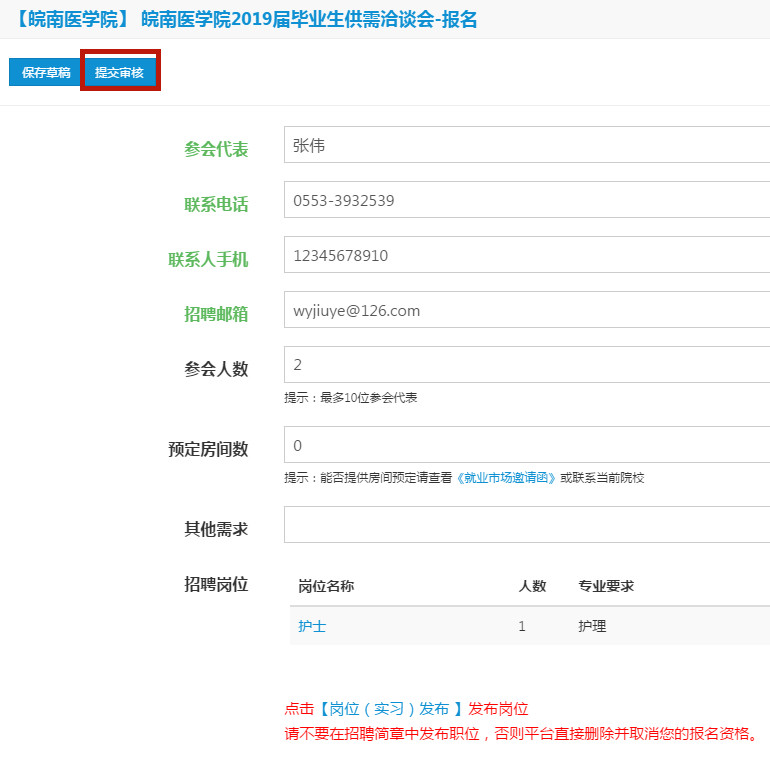 【皖南医学院】 皖南医学院2019届毕业生供需洽谈会-报名
保存草稿 提交审核
参会代表 张伟
联系电话 0553-3932539
联系人手机 12345678910
招聘邮箱 wyjiuye@126.com
参会人数 2
提示：最多10位参会代表
预定房间数 0
提示：能否提供房间预定请查看《就业市场邀请函》或联系当前院校
其他需求
招聘岗位 岗位名称 人数 专业要求
护士 1 护理
点击【岗位（实习）发布 】发布岗位
请不要在招聘简章中发布职位，否则平台直接删除并取消您的报名资格。